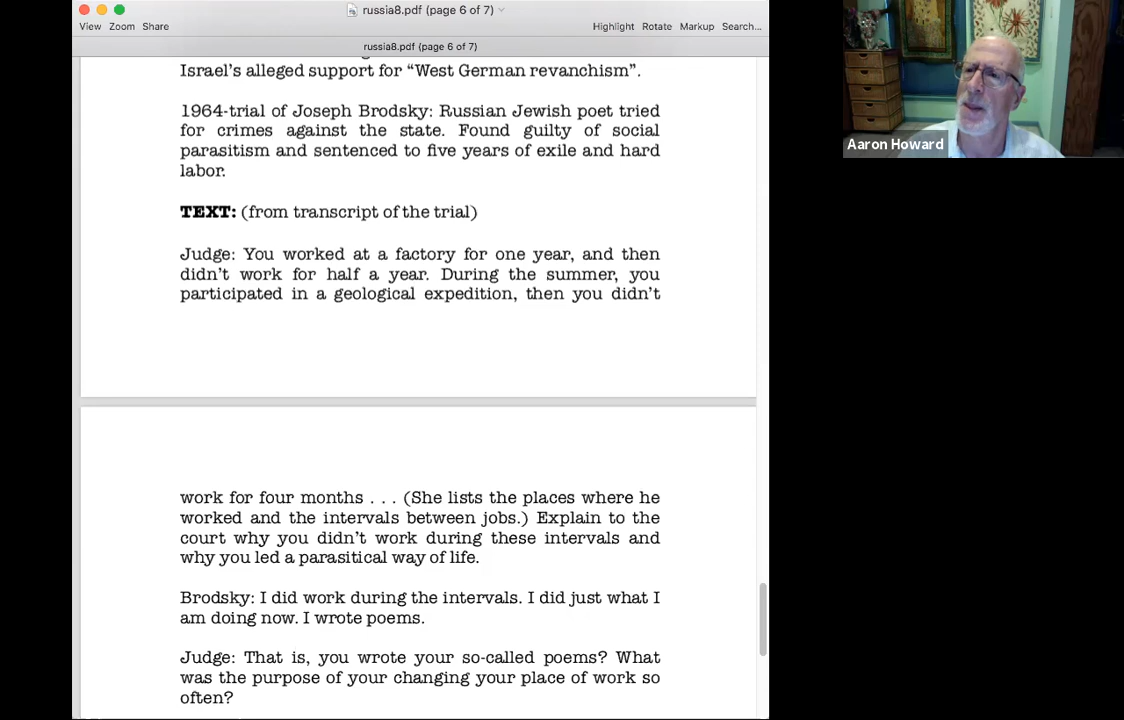 russia8.pdf (page 6 of 7)
View Zoom Share
Highlight Rotate Markup Search...
russia8.pdf (page 6 of 7)
Israel's alleged support for “West German revanchism”.
1964-trial of Joseph Brodsky: Russian Jewish poet tried
for crimes against the state. Found guilty of social
parasitism and sentenced to five years of exile and hard
labor.
TEXT: (from transcript of the trial)
Judge: You worked at a factory for one year, and then
didn't work for half a year. During the summer, you
participated in a geological expedition, then you didn't
work for four months . . . (She lists the places where he
worked and the intervals between jobs.) Explain to the
court why you didn't work during these intervals and
why you led a parasitical way of life.
Brodsky: I did work during the intervals. I did just what I
am doing now. I wrote poems.
Judge: That is, you wrote your so-called poems? What
was the purpose of your changing your place of work so
often?
Aaron Howard